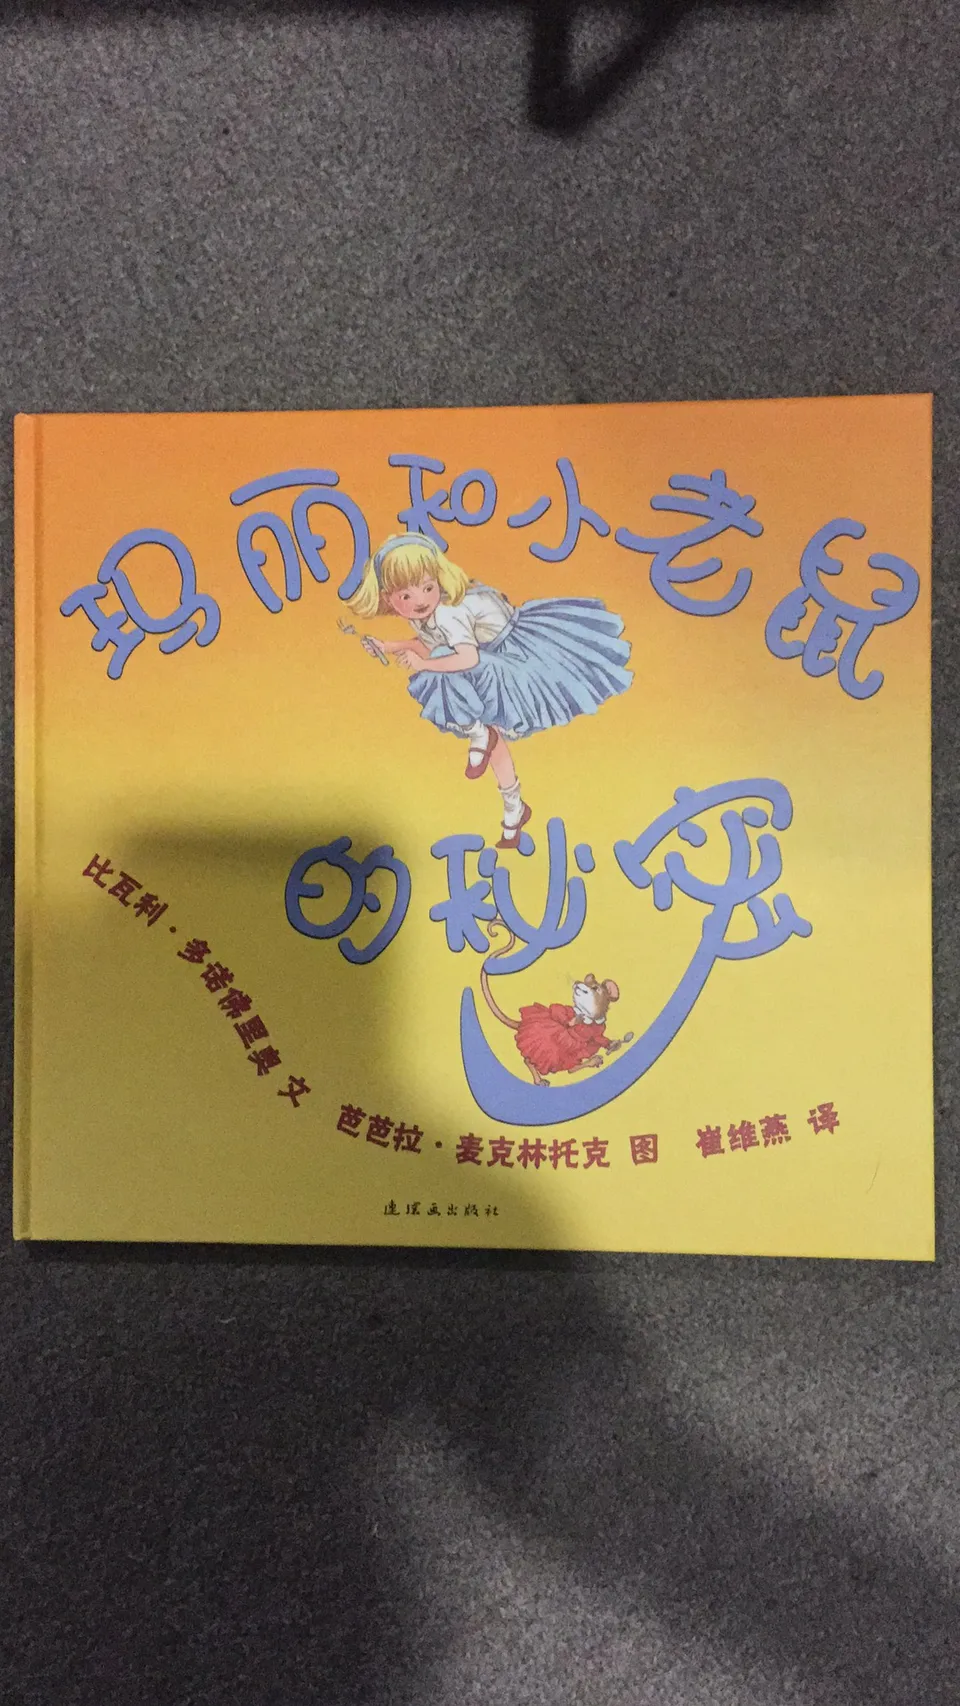 玛丽和小老鼠
的秘密
比瓦利·多诺佛里奥 文 芭芭拉·麦克林托克 图 崔维燕 译
连环画出版社